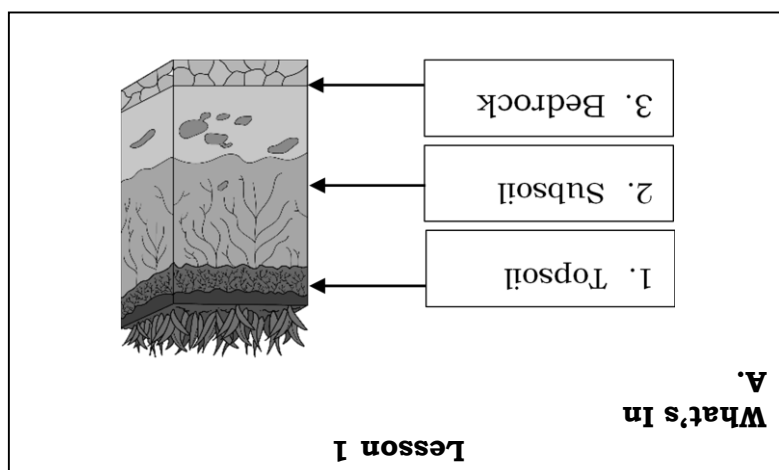 Lesson 1
What's In
A.
1. Topsoil
2. Subsoil
3. Bedrock